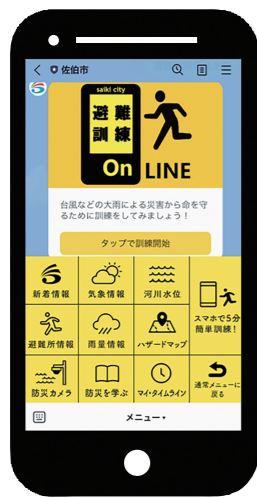 佐伯市
saiki city
避難
訓練
On LINE
台風などの大雨による災害から命を守
るために訓練をしてみましょう！
タップで訓練開始
新着情報
気象情報
河川水位
スマホで5分
簡単訓練！
避難所情報
雨量情報
ハザードマップ
防災カメラ
防災を学ぶ
マイ・タイムライン
通常メニューに
戻る
メニュー▾